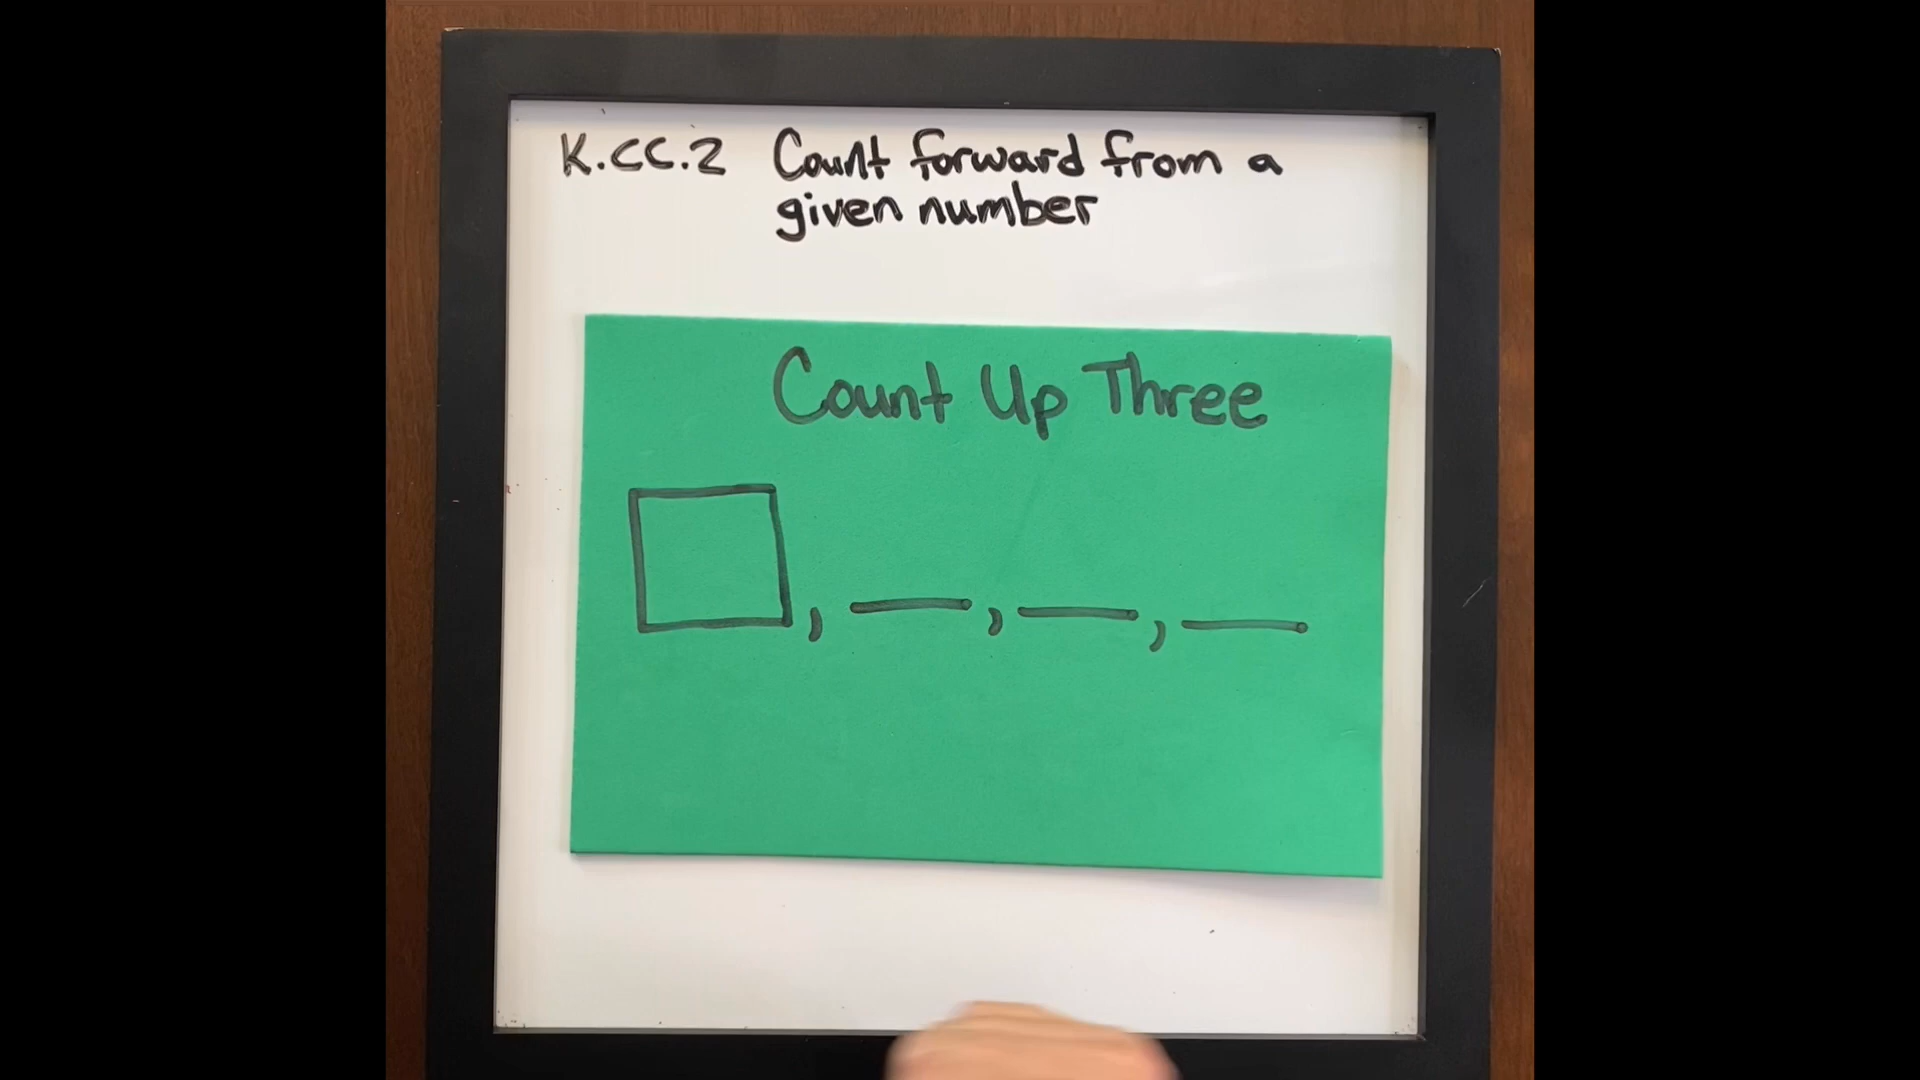 K.CC.2 Count forward from a
given number
Count Up Three
, ___, ___, ___